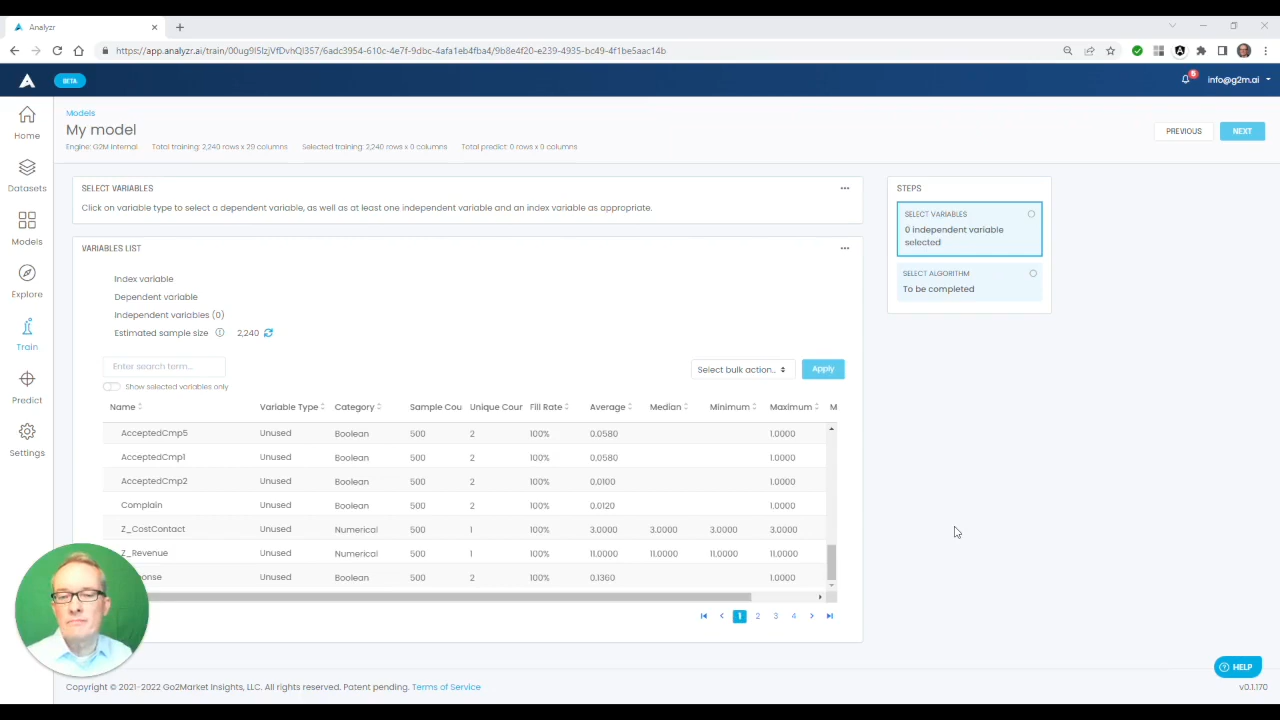 Analyzr
https://app.analyzr.ai/train/00ug9l5lzjVfDvhQl357/6adc3954-610c-4e7f-9dbc-4afa1eb4fba4/9b8e4f20-e239-4935-bc49-4f1be5aac14b
BETA
5
info@g2m.ai
Home
Datasets
Models
Explore
Train
Predict
Settings
Models
My model
Engine: G2M Internal Total training: 2,240 rows x 29 columns Selected training: 2,240 rows x 0 columns Total predict: 0 rows x 0 columns
PREVIOUS
NEXT
SELECT VARIABLES
Click on variable type to select a dependent variable, as well as at least one independent variable and an index variable as appropriate.
VARIABLES LIST
Index variable
Dependent variable
Independent variables (0)
Estimated sample size 2,240
Enter search term...
Select bulk action..
Apply
Show selected variables only
Name Variable Type Category Sample Cou Unique Cour Fill Rate Average Median Minimum Maximum M
AcceptedCmp5 Unused Boolean 500 2 100% 0.0580 1.0000
AcceptedCmp1 Unused Boolean 500 2 100% 0.0580 1.0000
AcceptedCmp2 Unused Boolean 500 2 100% 0.0100 1.0000
Complain Unused Boolean 500 2 100% 0.0120 1.0000
Z_CostContact Unused Numerical 500 1 100% 3.0000 3.0000 3.0000 3.0000
Z_Revenue Unused Numerical 500 1 100% 11.0000 11.0000 11.0000 11.0000
onse Unused Boolean 500 2 100% 0.1360 1.0000
1 2 3 4
STEPS
SELECT VARIABLES
0 independent variable
selected
SELECT ALGORITHM
To be completed
HELP
Copyright © 2021-2022 Go2Market Insights, LLC. All rights reserved. Patent pending. Terms of Service
v0.1.170